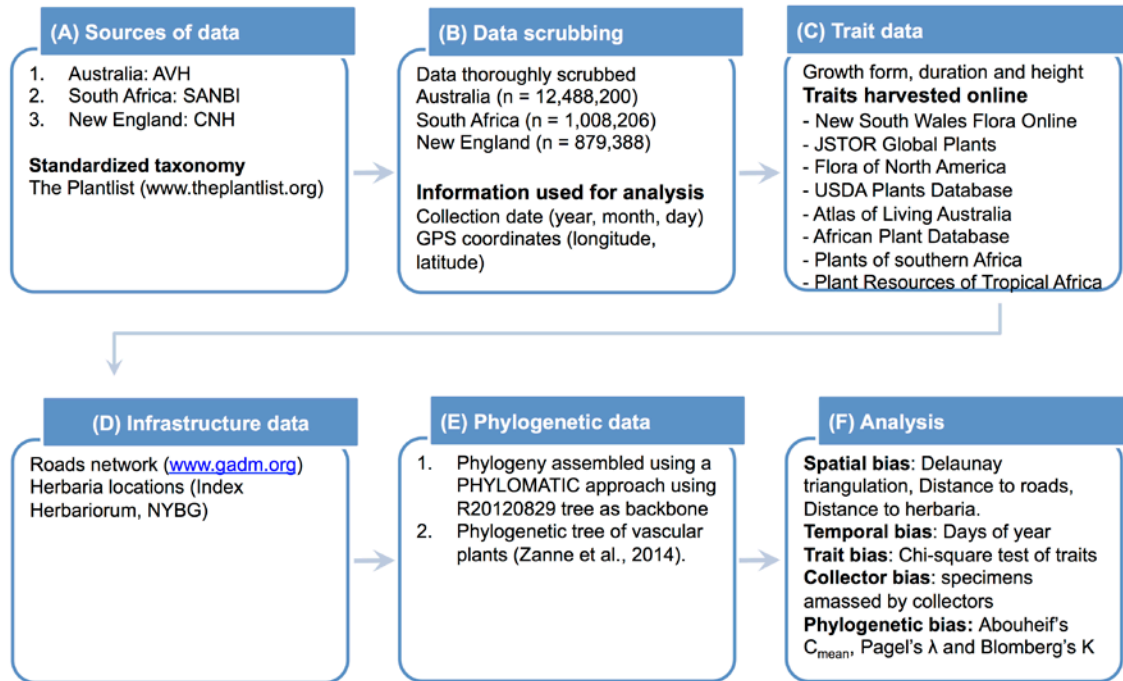 (A) Sources of data
1. Australia: AVH
2. South Africa: SANBI
3. New England: CNH
Standardized taxonomy
The Plantlist (www.theplantlist.org)
(B) Data scrubbing
Data thoroughly scrubbed
Australia (n = 12,488,200)
South Africa (n = 1,008,206)
New England (n = 879,388)
Information used for analysis
Collection date (year, month, day)
GPS coordinates (longitude,
latitude)
(C) Trait data
Growth form, duration and height
Traits harvested online
- New South Wales Flora Online
- JSTOR Global Plants
- Flora of North America
- USDA Plants Database
- Atlas of Living Australia
- African Plant Database
- Plants of southern Africa
- Plant Resources of Tropical Africa
(D) Infrastructure data
Roads network (www.gadm.org)
Herbaria locations (Index
Herbariorum, NYBG)
(E) Phylogenetic data
1. Phylogeny assembled using a
PHYLOMATIC approach using
R20120829 tree as backbone
2. Phylogenetic tree of vascular
plants (Zanne et al., 2014).
(F) Analysis
Spatial bias: Delaunay
triangulation, Distance to roads,
Distance to herbaria.
Temporal bias: Days of year
Trait bias: Chi-square test of traits
Collector bias: specimens
amassed by collectors
Phylogenetic bias: Abouheif's
Cmean, Pagel's λ and Blomberg's K